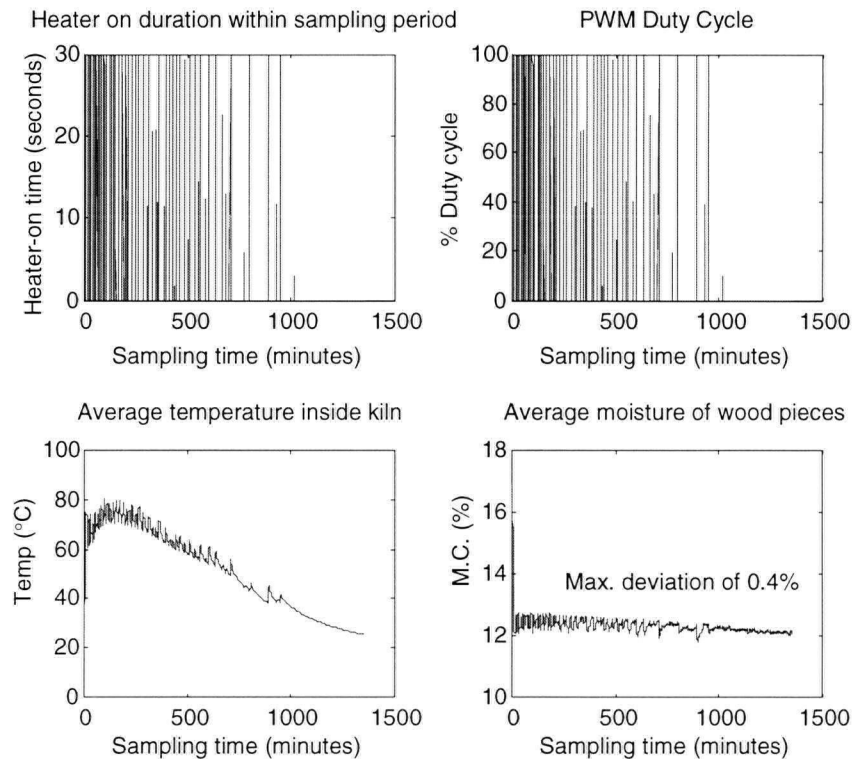 Heater on duration within sampling period
PWM Duty Cycle
Heater-on time (seconds)
30
20
10
0
0 500 1000 1500
Sampling time (minutes)
% Duty cycle
100
80
60
40
20
0
0 500 1000 1500
Sampling time (minutes)
Average temperature inside kiln
Average moisture of wood pieces
Temp (°C)
100
80
60
40
20
0
0 500 1000 1500
Sampling time (minutes)
M.C. (%)
18
16
14
12
10
Max. deviation of 0.4%
0 500 1000 1500
Sampling time (minutes)